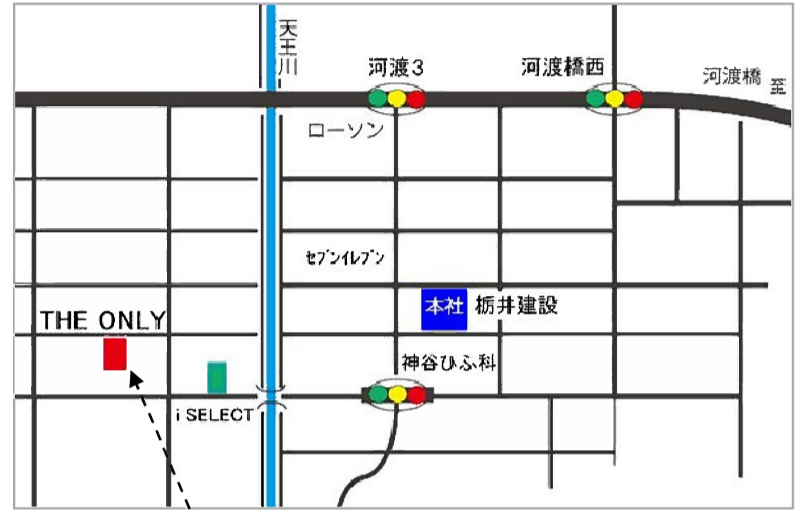 天王川
河渡3
河渡橋西
河渡橋 至
ローソン
セブンイレブン
本社 栃井建設
THE ONLY
神谷ひふ科
i SELECT